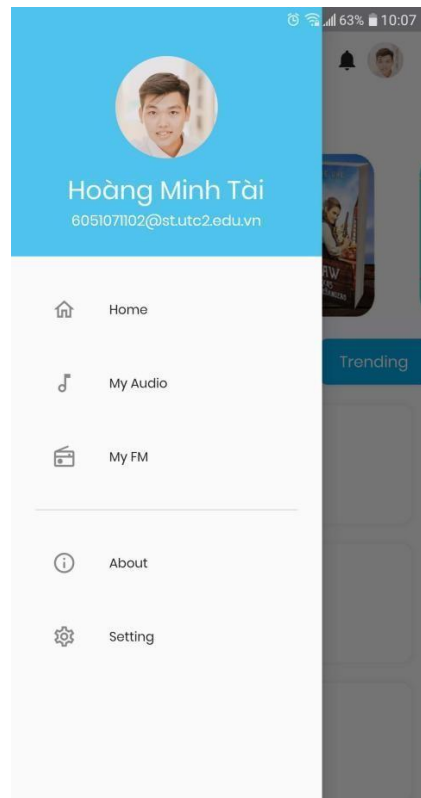 63% 10:07
Hoàng Minh Tài
6051071102@st.utc2.edu.vn
Home
Trending
My Audio
My FM
About
Setting